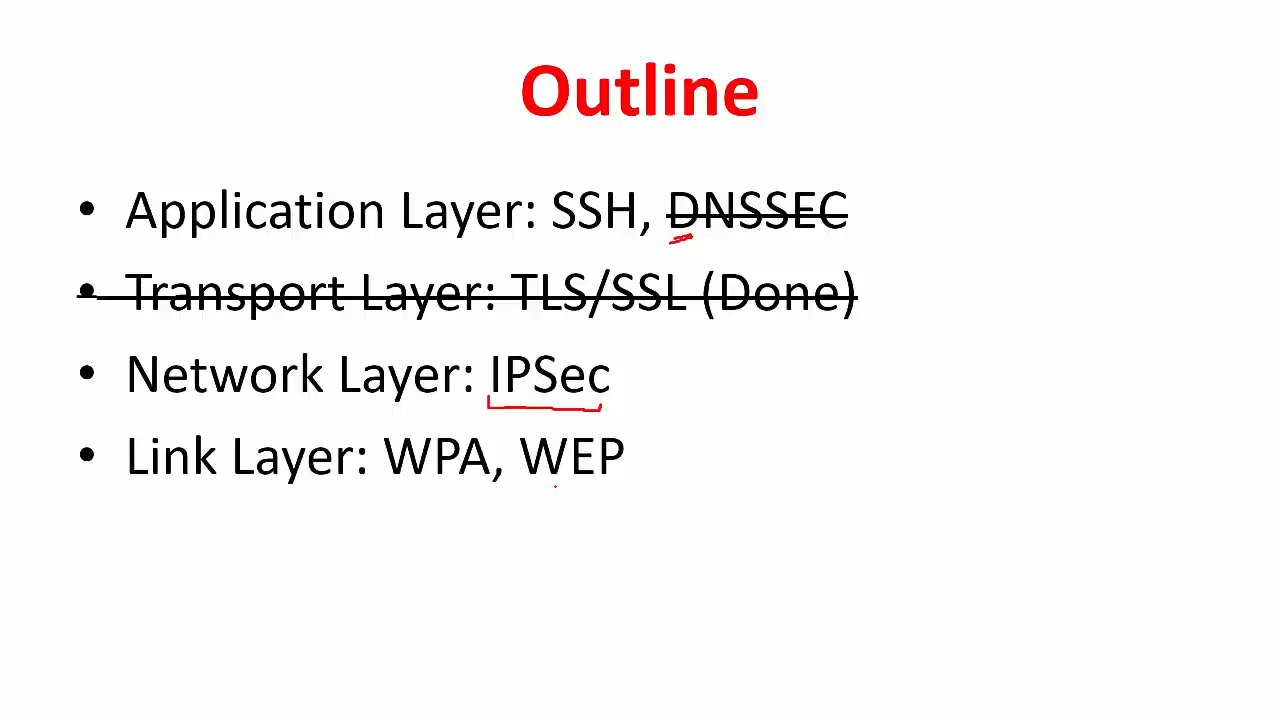 Outline
• Application Layer: SSH, DNSSEC
• Transport Layer: TLS/SSL (Done)
• Network Layer: IPSec
• Link Layer: WPA, WEP